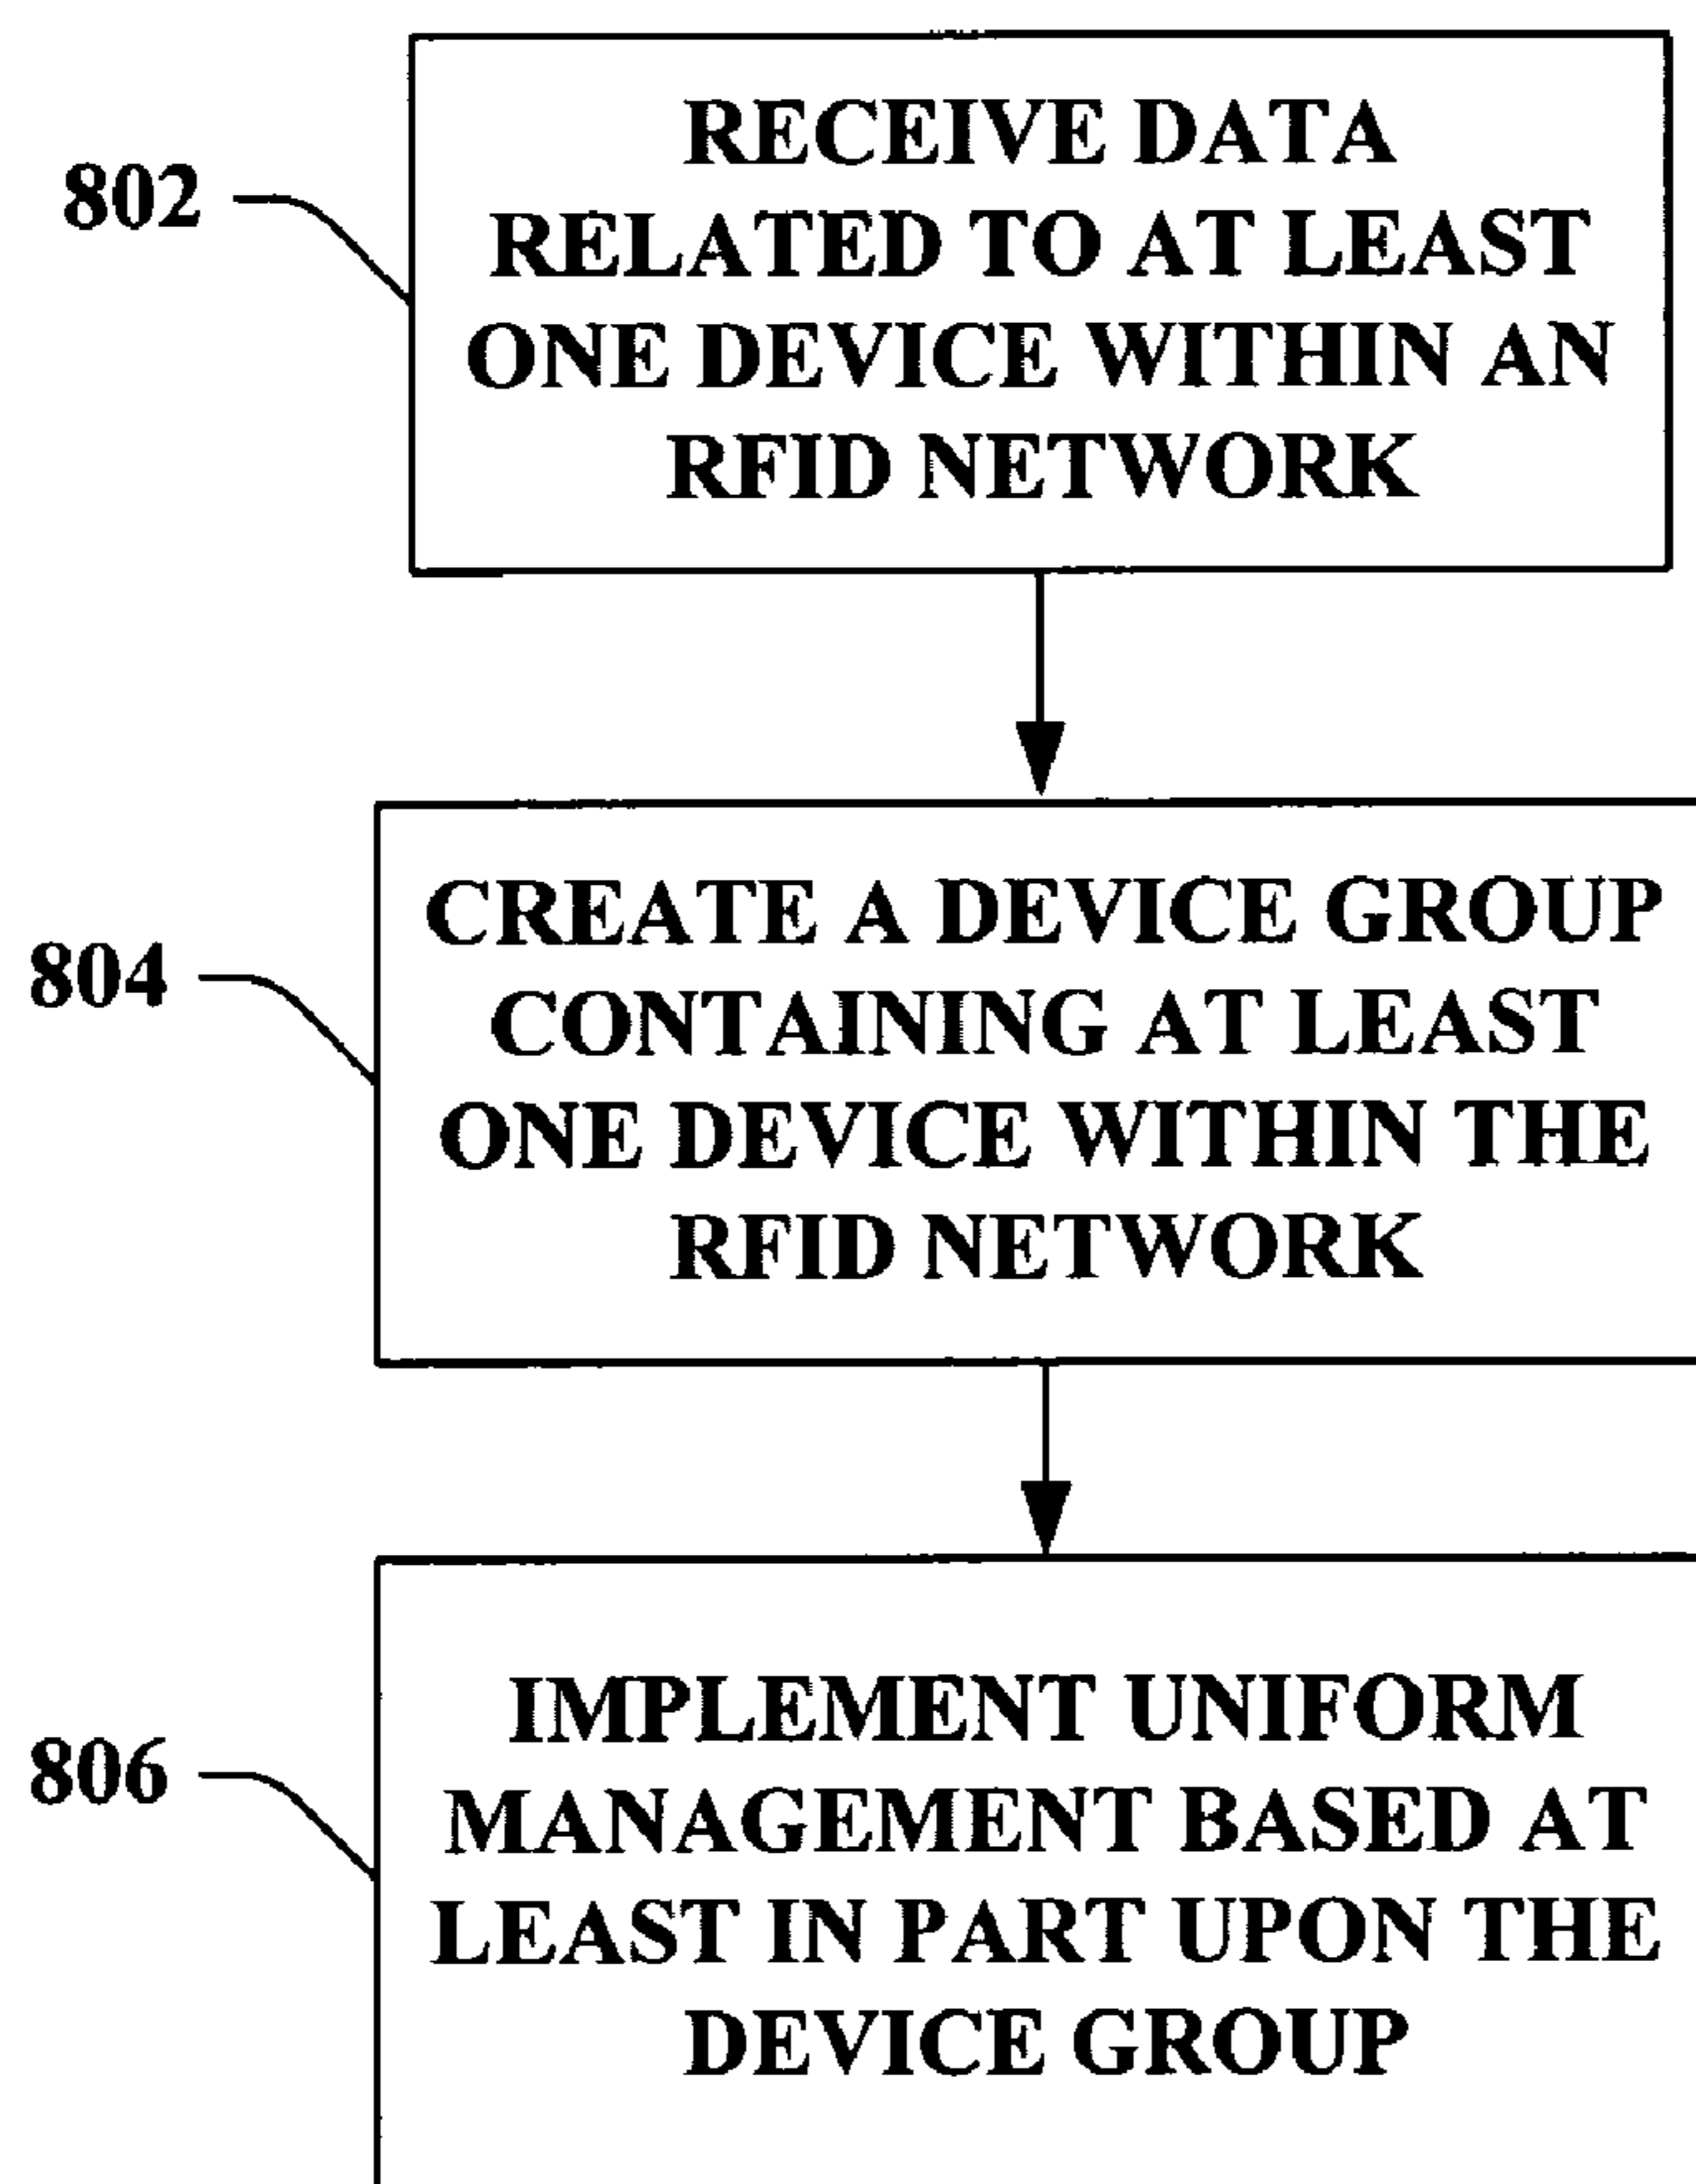 802
RECEIVE DATA
RELATED TO AT LEAST
ONE DEVICE WITHIN AN
RFID NETWORK
804
CREATE A DEVICE GROUP
CONTAINING AT LEAST
ONE DEVICE WITHIN THE
RFID NETWORK
806
IMPLEMENT UNIFORM
MANAGEMENT BASED AT
LEAST IN PART UPON THE
DEVICE GROUP